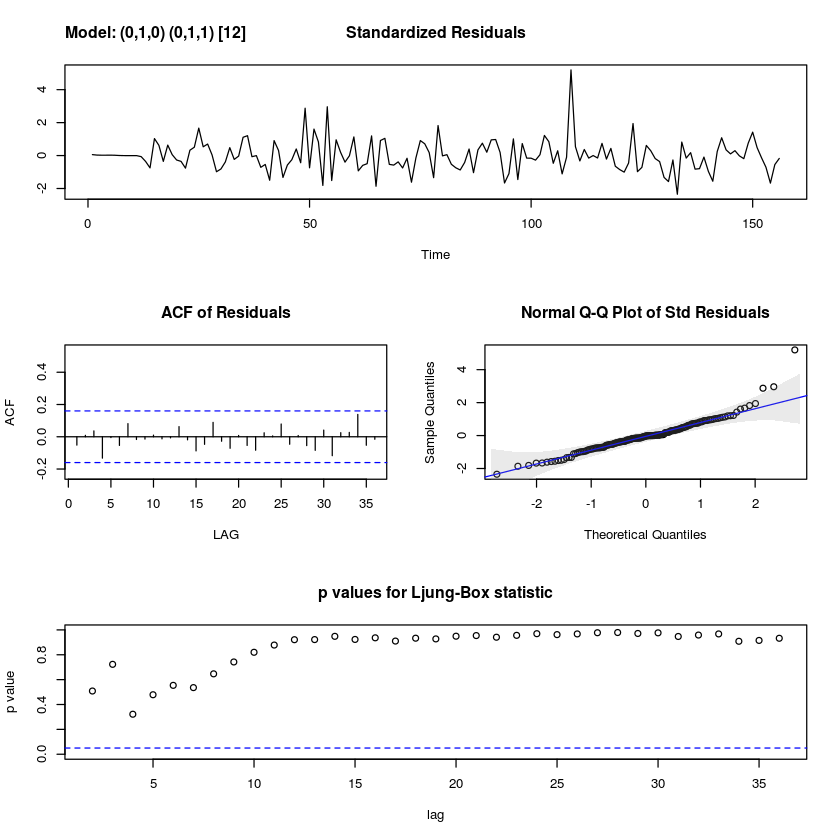 Model: (0,1,0) (0,1,1) [12] Standardized Residuals
4
2
0
-2
0 50 100 150
Time
ACF of Residuals
ACF
0.4
0.2
0.0
-0.2
0 5 10 15 20 25 30 35
LAG
Normal Q-Q Plot of Std Residuals
Sample Quantiles
4
2
0
-2
-2 -1 0 1 2
Theoretical Quantiles
p values for Ljung-Box statistic
p value
0.8
0.4
0.0
5 10 15 20 25 30 35
lag